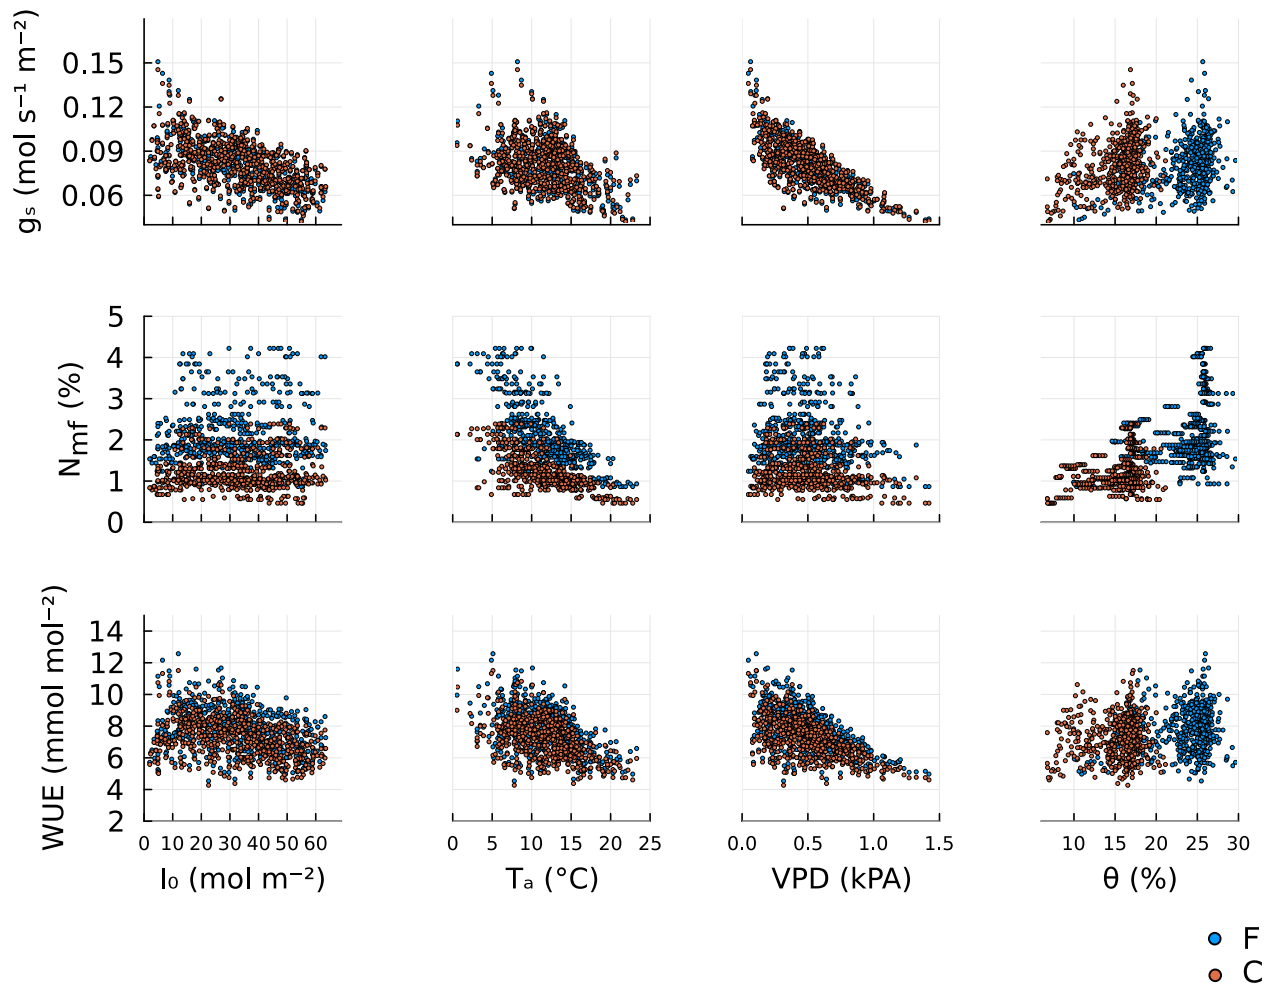 gₛ (mol s⁻¹ m⁻²)
0.15
0.12
0.09
0.06
N_mf (%)
5
4
3
2
1
0
WUE (mmol mol⁻²)
14
12
10
8
6
4
2
0 10 20 30 40 50 60
0 5 10 15 20 25
0.0 0.5 1.0 1.5
10 15 20 25 30
I₀ (mol m⁻²)
Tₐ (°C)
VPD (kPA)
θ (%)
F
C